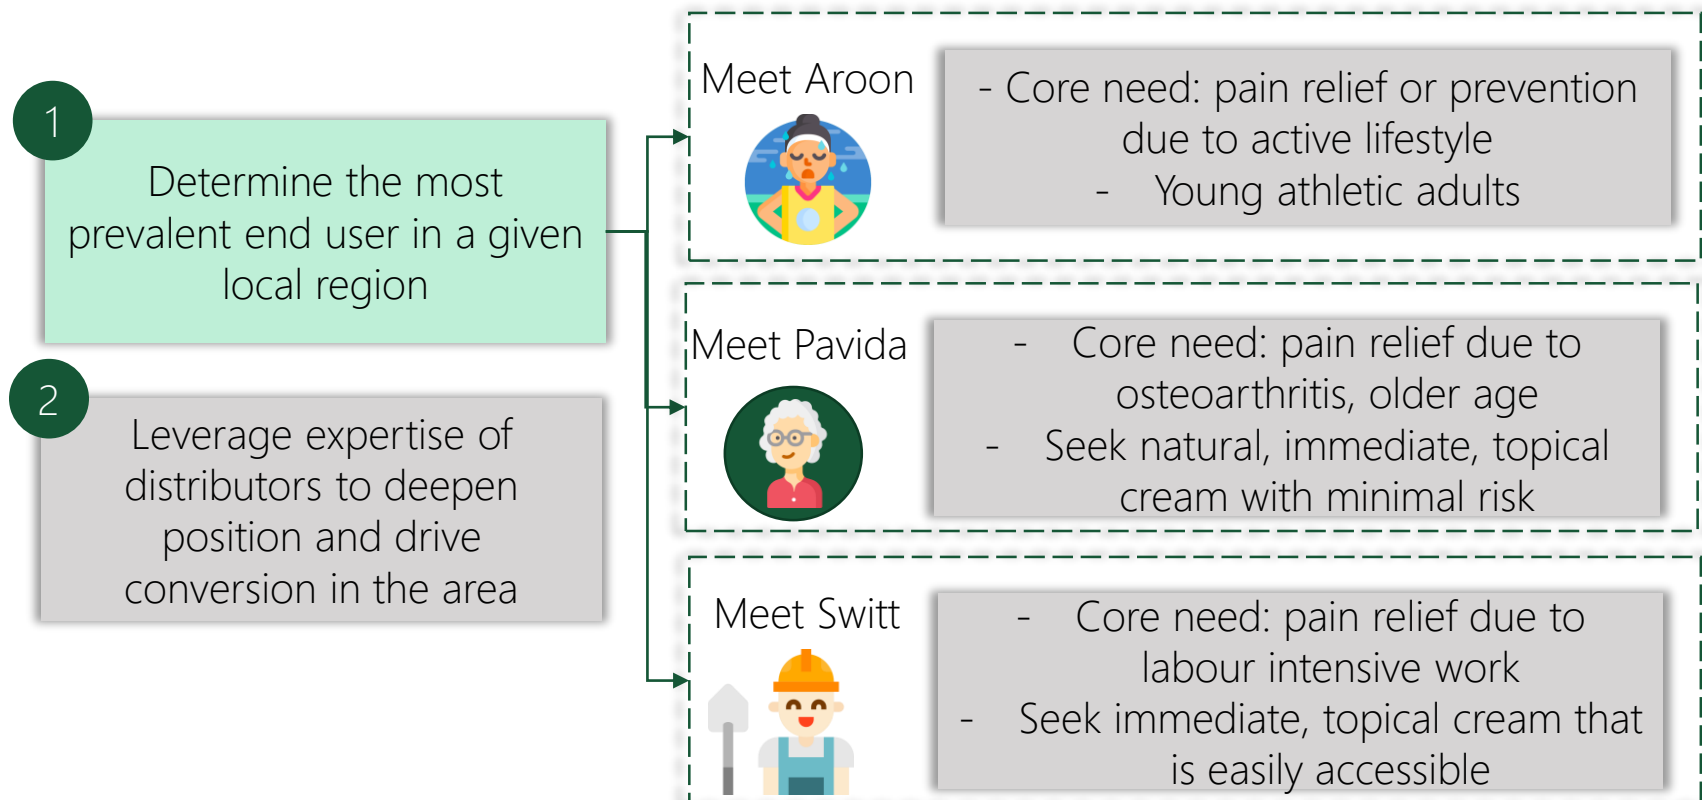 1
Determine the most
prevalent end user in a given
local region
2
Leverage expertise of
distributors to deepen
position and drive
conversion in the area
Meet Aroon
- Core need: pain relief or prevention
due to active lifestyle
- Young athletic adults
Meet Pavida
- Core need: pain relief due to
osteoarthritis, older age
- Seek natural, immediate, topical
cream with minimal risk
Meet Switt
- Core need: pain relief due to
labour intensive work
- Seek immediate, topical cream that
is easily accessible